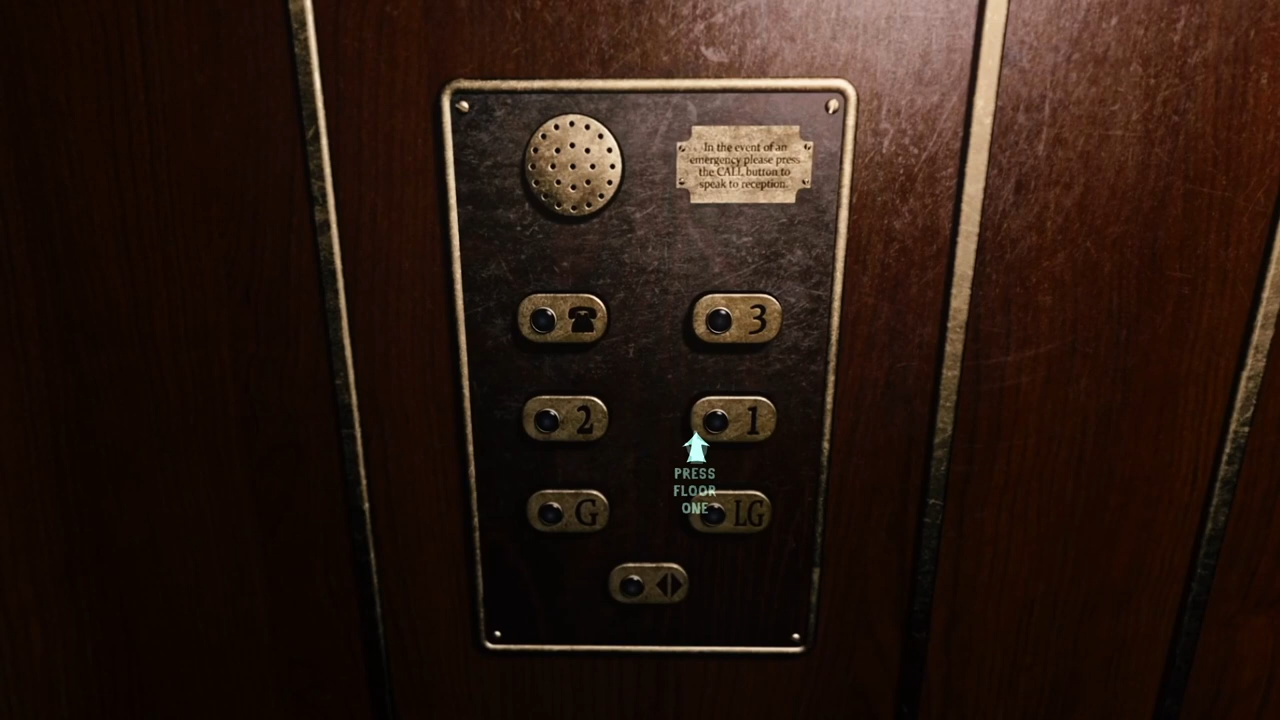 In the event of an
emergency please press
the CALL button to
speak to reception.
3
2
1
PRESS
FLOOR
ONE
G
LG